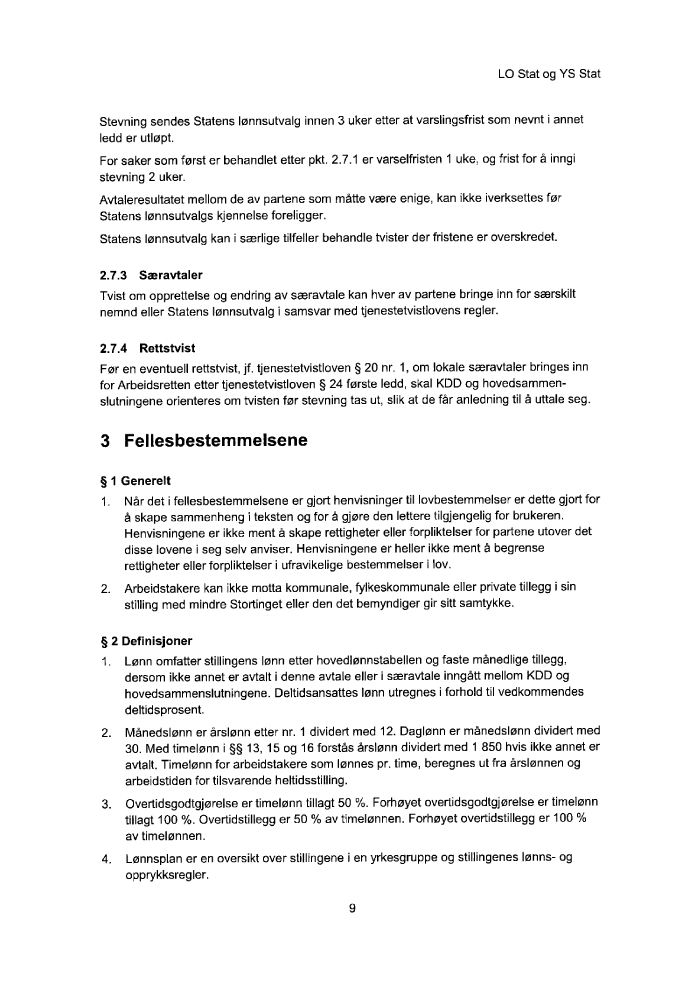 LO Stat og YS Stat
Stevning sendes Statens lønnsutvalg innen 3 uker etter at varslingsfrist som nevnt i annet
ledd er utløpt.
For saker som først er behandlet etter pkt. 2.7.1 er varselfristen 1 uke, og frist for å inngi
stevning 2 uker.
Avtaleresultatet mellom de av partene som måtte være enige, kan ikke iverksettes før
Statens lønnsutvalgs kjennelse foreligger.
Statens lønnsutvalg kan i særlige tilfeller behandle tvister der fristene er overskredet.
2.7.3 Særavtaler
Tvist om opprettelse og endring av særavtale kan hver av partene bringe inn for særskilt
nemnd eller Statens lønnsutvalg i samsvar med tjenestetvistlovens regler.
2.7.4 Rettstvist
Før en eventuell rettstvist, jf. tjenestetvistloven § 20 nr. 1, om lokale særavtaler bringes inn
for Arbeidsretten etter tjenestetvistloven § 24 første ledd, skal KDD og hovedsammen-
slutningene orienteres om tvisten før stevning tas ut, slik at de får anledning til å uttale seg.
3 Fellesbestemmelsene
§ 1 Generelt
1. Når det i fellesbestemmelsene er gjort henvisninger til lovbestemmelser er dette gjort for
å skape sammenheng i teksten og for å gjøre den lettere tilgjengelig for brukeren.
Henvisningene er ikke ment å skape rettigheter eller forpliktelser for partene utover det
disse lovene i seg selv anviser. Henvisningene er heller ikke ment å begrense
rettigheter eller forpliktelser i ufravikelige bestemmelser i lov.
2. Arbeidstakere kan ikke motta kommunale, fylkeskommunale eller private tillegg i sin
stilling med mindre Stortinget eller den det bemyndiger gir sitt samtykke.
§ 2 Definisjoner
1. Lønn omfatter stillingens lønn etter hovedlønnstabellen og faste månedlige tillegg,
dersom ikke annet er avtalt i denne avtale eller i særavtale inngått mellom KDD og
hovedsammenslutningene. Deltidsansattes lønn utregnes i forhold til vedkommendes
deltidsprosent.
2. Månedslønn er årslønn etter nr. 1 dividert med 12. Daglønn er månedslønn dividert med
30. Med timelønn i §§ 13, 15 og 16 forstås årslønn dividert med 1 850 hvis ikke annet er
avtalt. Timelønn for arbeidstakere som lønnes pr. time, beregnes ut fra årslønnen og
arbeidstiden for tilsvarende heltidsstilling.
3. Overtidsgodtgjørelse er timelønn tillagt 50 %. Forhøyet overtidsgodtgjørelse er timelønn
tillagt 100 %. Overtidstillegg er 50 % av timelønnen. Forhøyet overtidstillegg er 100 %
av timelønnen.
4. Lønnsplan er en oversikt over stillingene i en yrkesgruppe og stillingenes lønns- og
opprykksregler.
9